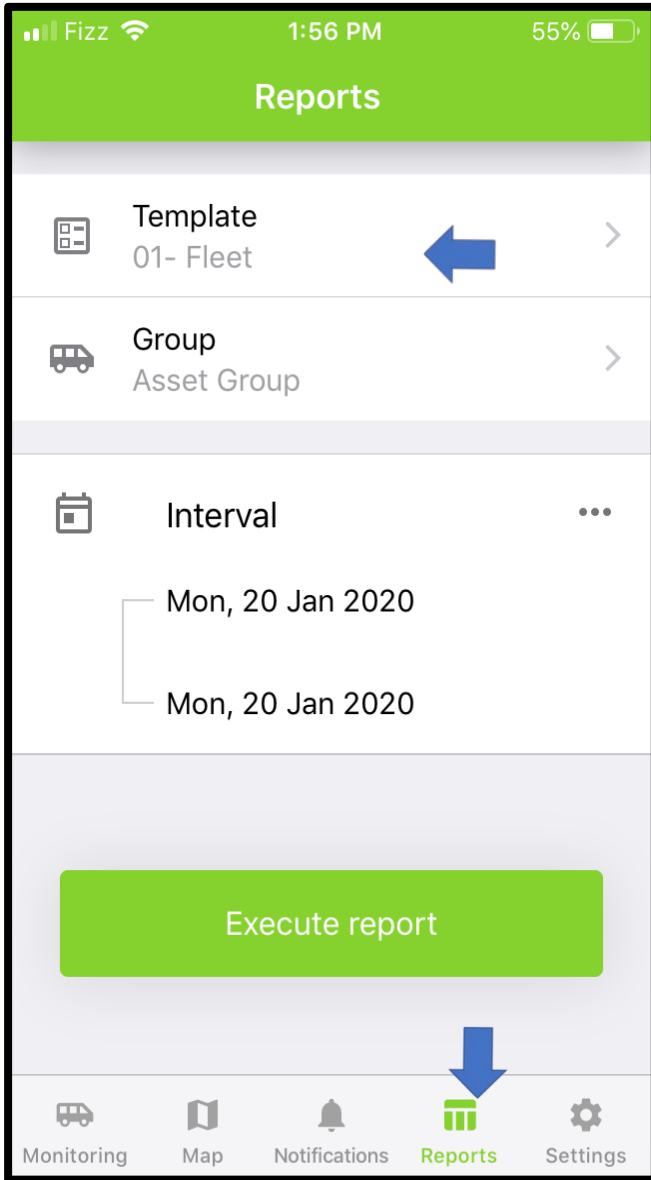 Fizz 1:56 PM 55%
Reports
Template
01- Fleet
Group
Asset Group
Interval
Mon, 20 Jan 2020
Mon, 20 Jan 2020
Execute report
Monitoring Map Notifications Reports Settings